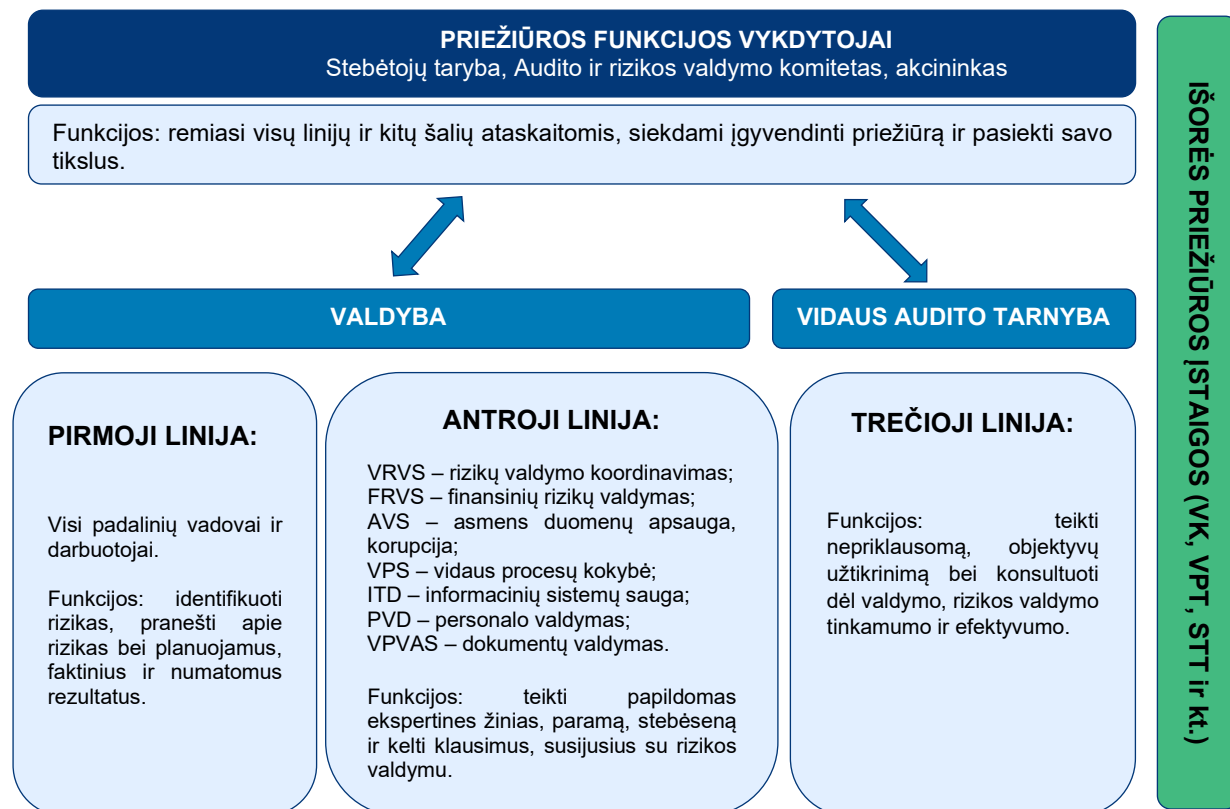 PRIEŽIŪROS FUNKCIJOS VYKDYTOJAI
Stebėtojų taryba, Audito ir rizikos valdymo komitetas, akcininkas
Funkcijos: remiasi visų linijų ir kitų šalių ataskaitomis, siekdami įgyvendinti priežiūrą ir pasiekti savo
tikslus.
VALDYBA
VIDAUS AUDITO TARNYBA
PIRMOJI LINIJA:
Visi padalinių vadovai ir
darbuotojai.
Funkcijos: identifikuoti
rizikas, pranešti apie
rizikas bei planuojamus,
faktinius ir numatomus
rezultatus.
ANTROJI LINIJA:
VRVS – rizikų valdymo koordinavimas;
FRVS – finansinių rizikų valdymas;
AVS – asmens duomenų apsauga,
korupcija;
VPS – vidaus procesų kokybė;
ITD – informacinių sistemų sauga;
PVD – personalo valdymas;
VPVAS – dokumentų valdymas.
Funkcijos: teikti papildomas
ekspertines žinias, paramą, stebėseną
ir kelti klausimus, susijusius su rizikos
valdymu.
TREČIOJI LINIJA:
Funkcijos: teikti
nepriklausomą, objektyvų
užtikrinimą bei konsultuoti
dėl valdymo, rizikos valdymo
tinkamumo ir efektyvumo.
IŠORĖS PRIEŽIŪROS ĮSTAIGOS (VK, VPT, STT ir kt.)